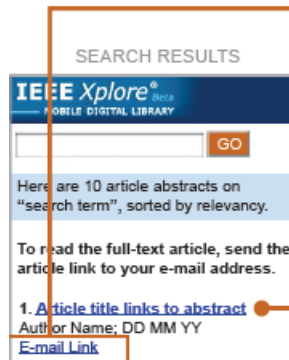 SEARCH RESULTS
IEEE Xplore® Beta
MOBILE DIGITAL LIBRARY
GO
Here are 10 article abstracts on
“search term”, sorted by relevancy.
To read the full-text article, send the
article link to your e-mail address.
1. Article title links to abstract
Author Name; DD MM YY
E-mail Link